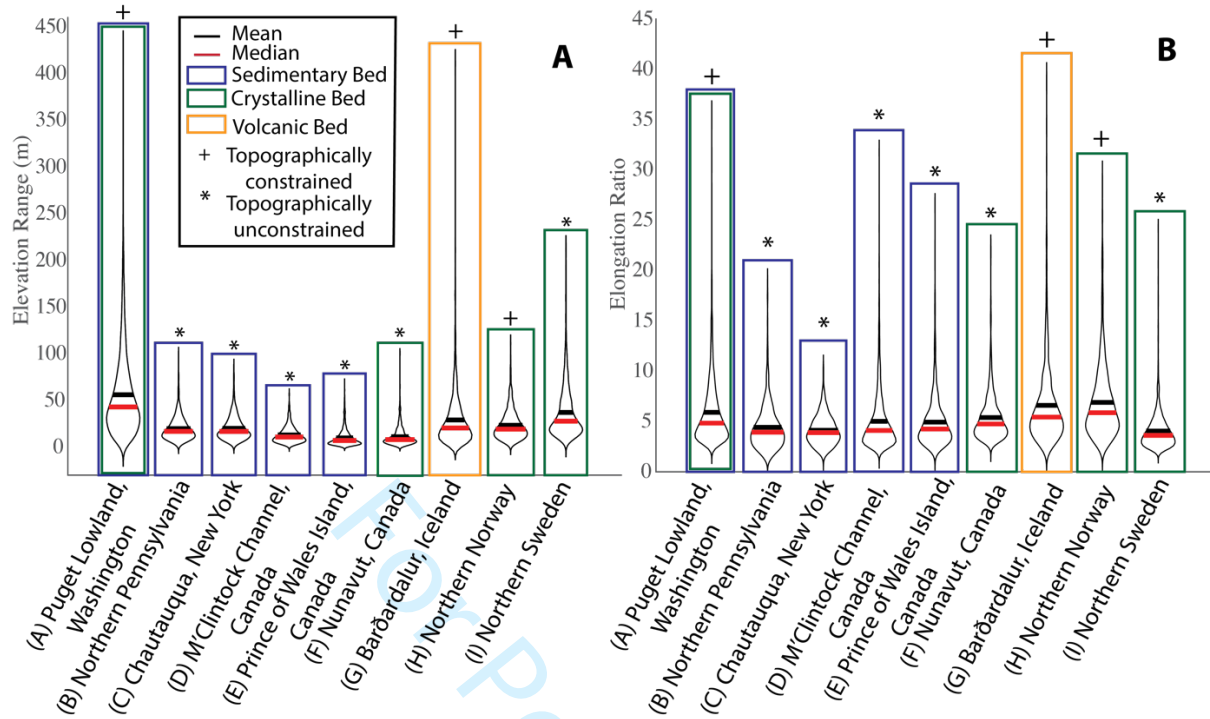 A
Elevation Range (m)
450
400
350
300
250
200
150
100
50
0
Mean
Median
Sedimentary Bed
Crystalline Bed
Volcanic Bed
+ Topographically
constrained
* Topographically
unconstrained
+
*
*
*
*
*
+
+
*
(A) Puget Lowland,
Washington
(B) Northern Pennsylvania
(C) Chautauqua, New York
(D) M'Clintock Channel,
Canada
(E) Prince of Wales Island,
Canada
(F) Nunavut, Canada
(G) Barðardalur, Iceland
(H) Northern Norway
(I) Northern Sweden
B
Elongation Ratio
45
40
35
30
25
20
15
10
5
0
+
*
*
*
*
*
+
+
*
(A) Puget Lowland,
Washington
(B) Northern Pennsylvania
(C) Chautauqua, New York
(D) M'Clintock Channel,
Canada
(E) Prince of Wales Island,
Canada
(F) Nunavut, Canada
(G) Barðardalur, Iceland
(H) Northern Norway
(I) Northern Sweden
For Pe